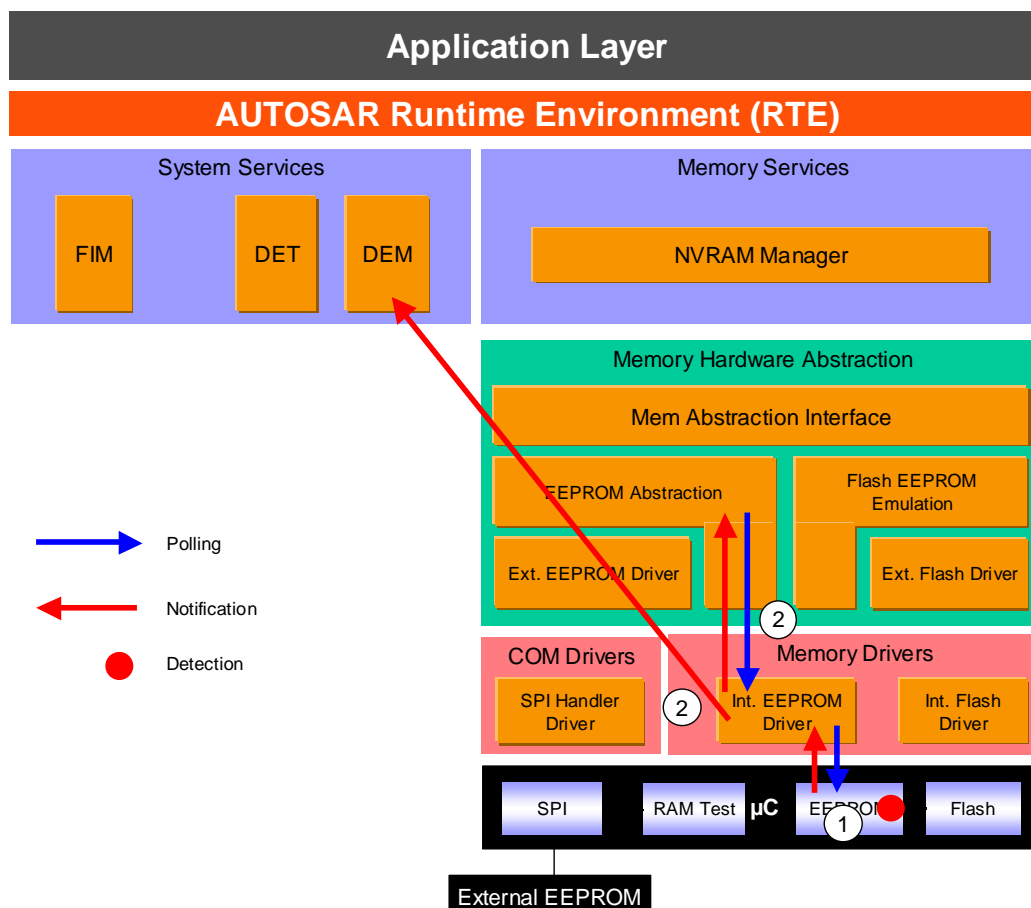 Application Layer
AUTOSAR Runtime Environment (RTE)
System Services
Memory Services
FIM
DET
DEM
NVRAM Manager
Memory Hardware Abstraction
Mem Abstraction Interface
EEPROM Abstraction
Flash EEPROM
Emulation
Ext. EEPROM Driver
Ext. Flash Driver
Polling
Notification
Detection
2
COM Drivers
Memory Drivers
SPI Handler
Driver
2
Int. EEPROM
Driver
Int. Flash
Driver
SPI
RAM Test
µC
EEPROM
1
Flash
External EEPROM